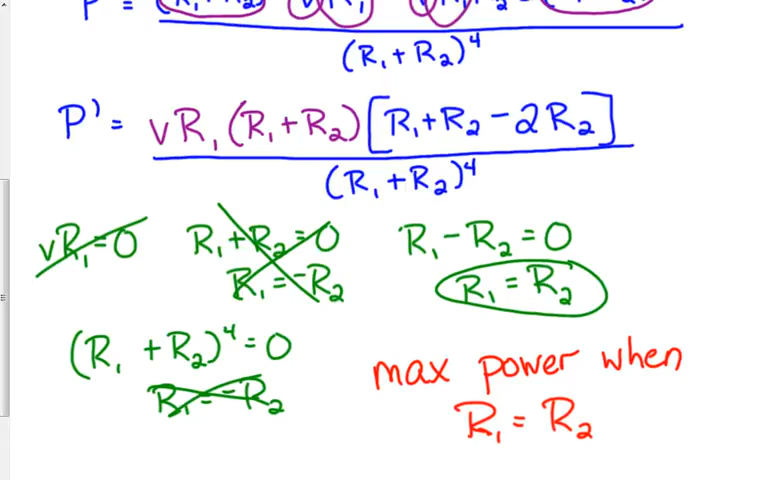 (R₁+R₂)⁴
P' = vR₁(R₁+R₂)[R₁+R₂-2R₂]
(R₁+R₂)⁴
vR₁=0 R₁+R₂=0 R₁-R₂=0
R₁=-R₂ R₁=R₂
(R₁+R₂)⁴=0
R₁=-R₂
max power when
R₁=R₂